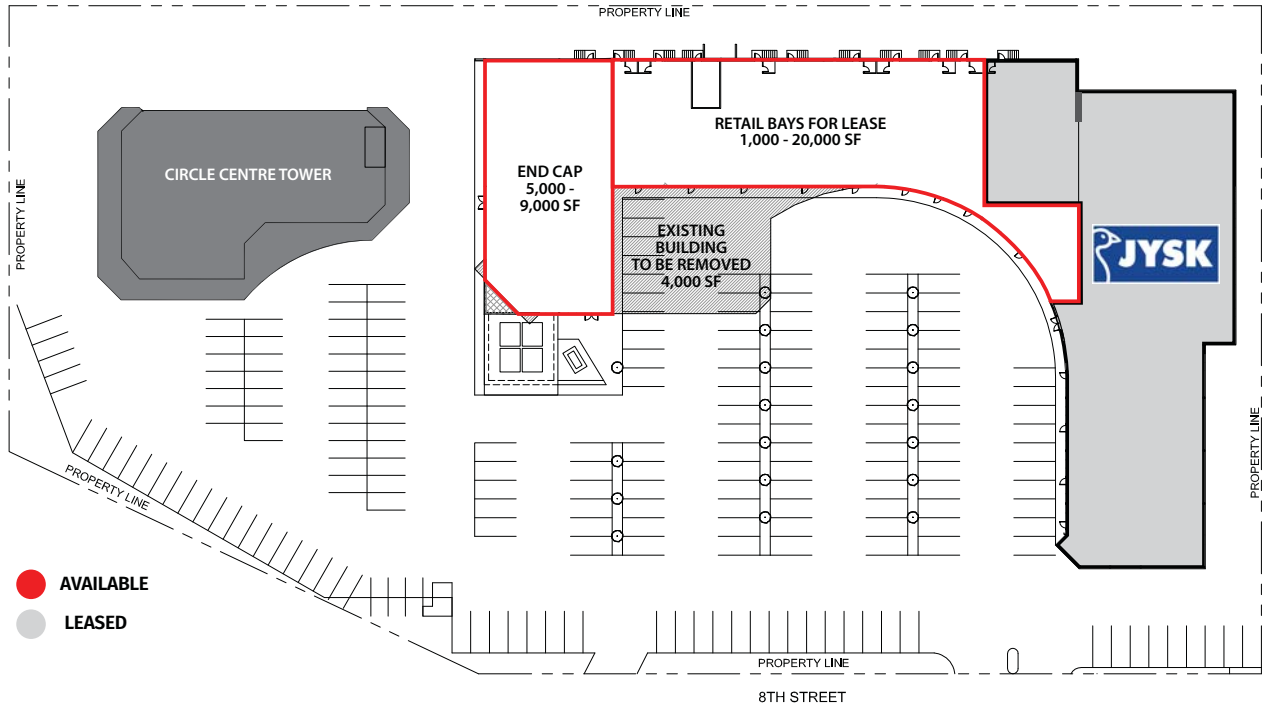 PROPERTY LINE
RETAIL BAYS FOR LEASE
1,000 - 20,000 SF
CIRCLE CENTRE TOWER
END CAP
5,000 -
9,000 SF
PROPERTY LINE
EXISTING
BUILDING
TO BE REMOVED
4,000 SF
JYSK
PROPERTY LINE
PROPERTY LINE
AVAILABLE
LEASED
PROPERTY LINE
8TH STREET